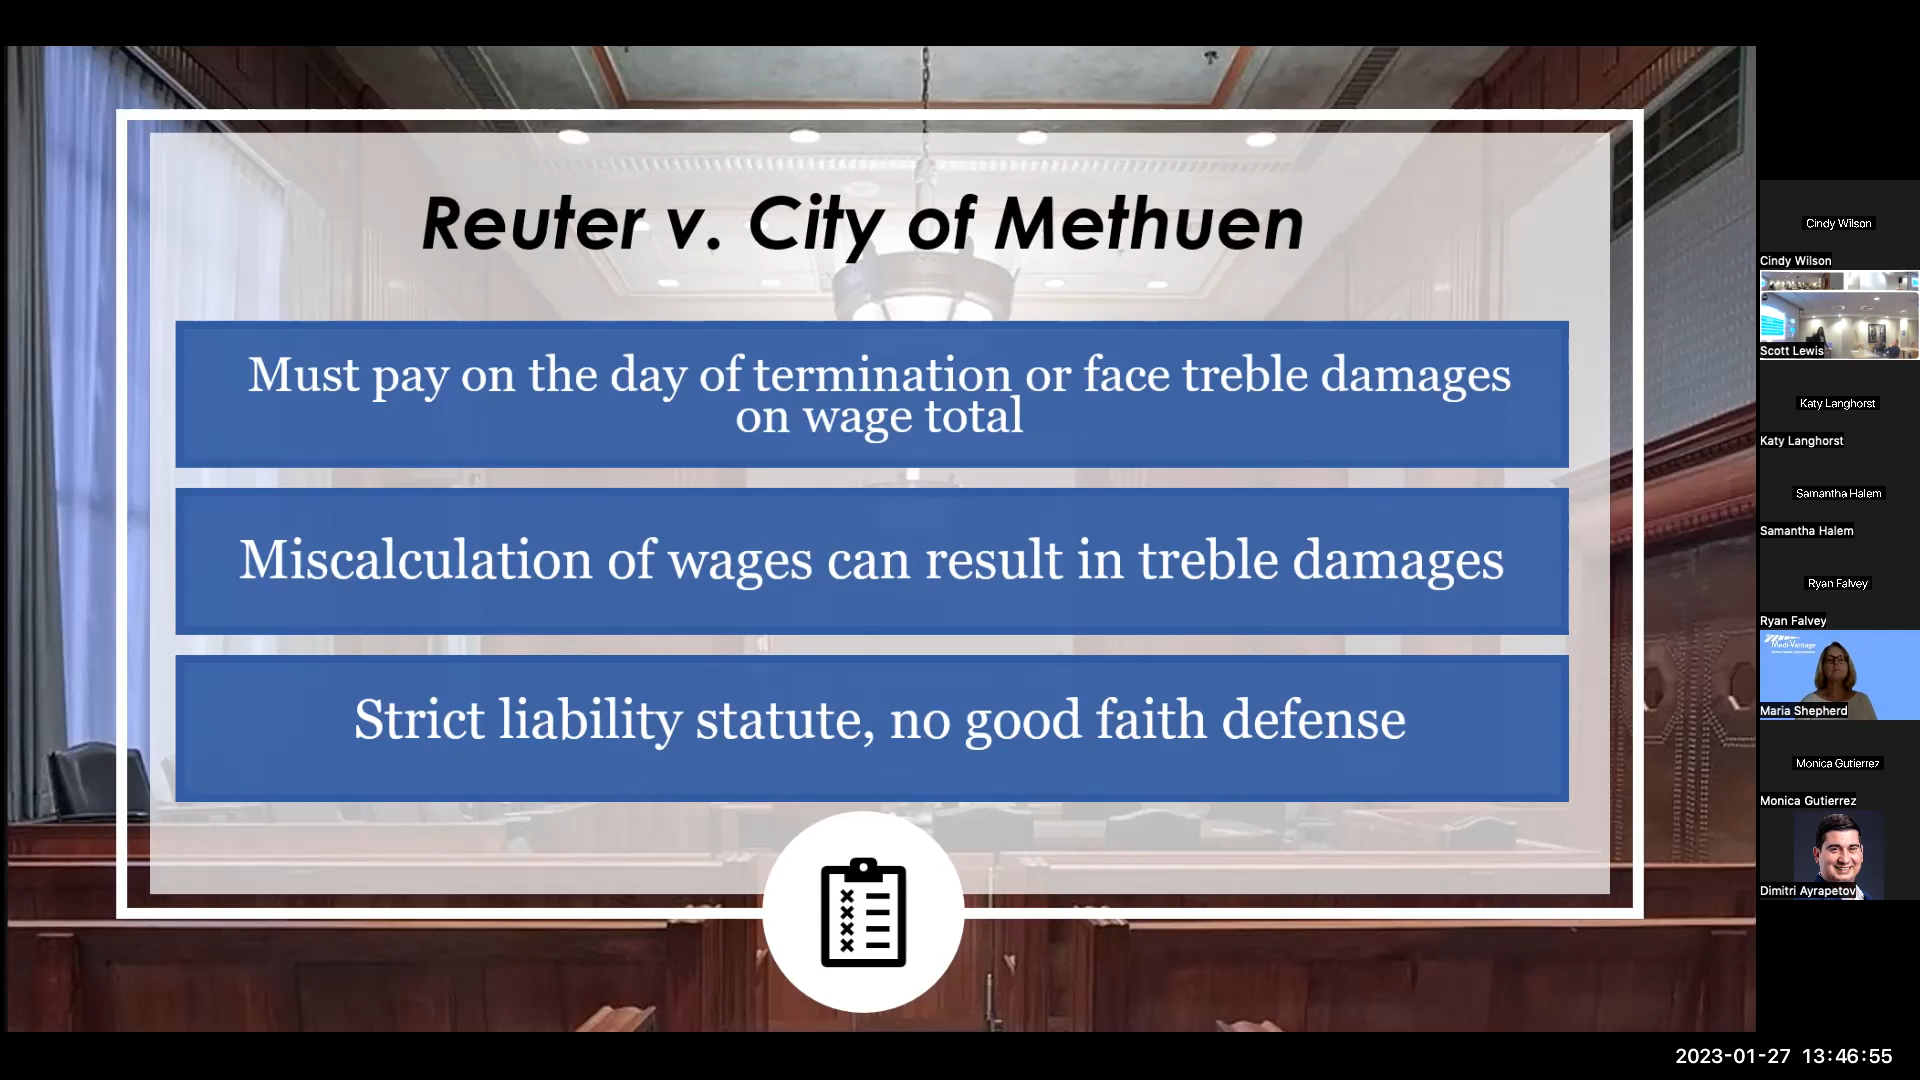 Reuter v. City of Methuen
Must pay on the day of termination or face treble damages
on wage total
Miscalculation of wages can result in treble damages
Strict liability statute, no good faith defense
Cindy Wilson
Cindy Wilson
Scott Lewis
Katy Langhorst
Katy Langhorst
Samantha Halem
Samantha Halem
Ryan Falvey
Ryan Falvey
Medi-Vantage
Maria Shepherd
Monica Gutierrez
Monica Gutierrez
Dimitri Ayrapetov
2023-01-27 13:46:55